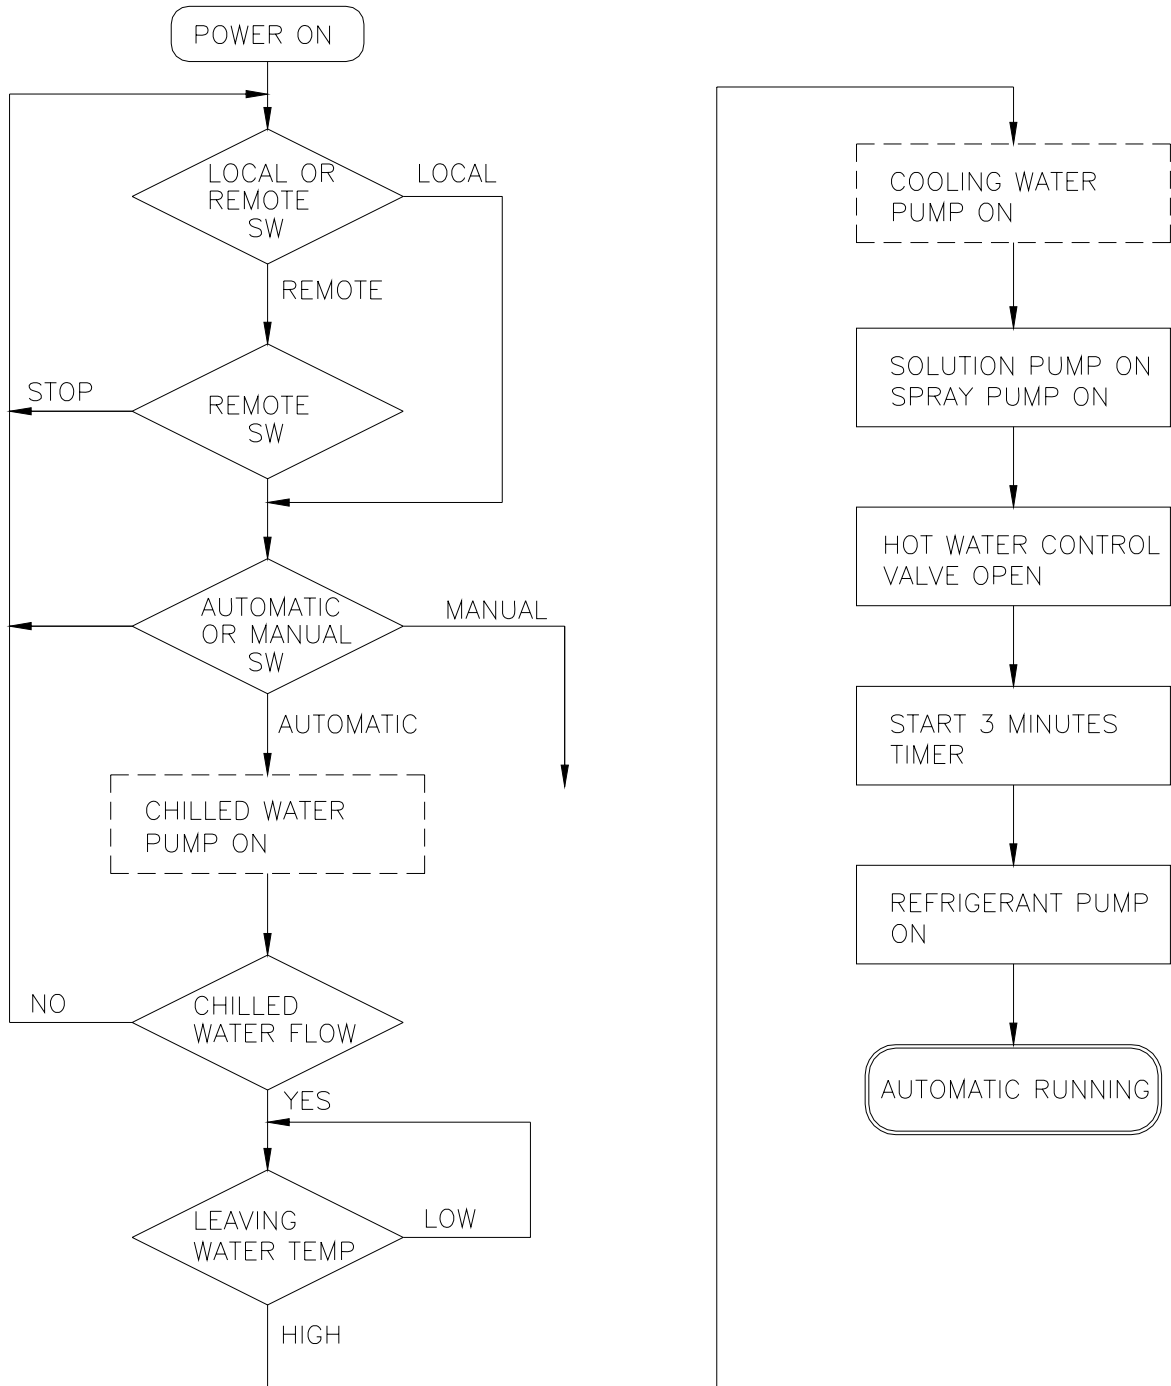 POWER ON
LOCAL OR
REMOTE
SW
LOCAL
REMOTE
REMOTE
SW
STOP
AUTOMATIC
OR MANUAL
SW
MANUAL
AUTOMATIC
CHILLED WATER
PUMP ON
CHILLED
WATER FLOW
NO
YES
LEAVING
WATER TEMP
LOW
HIGH
COOLING WATER
PUMP ON
SOLUTION PUMP ON
SPRAY PUMP ON
HOT WATER CONTROL
VALVE OPEN
START 3 MINUTES
TIMER
REFRIGERANT PUMP
ON
AUTOMATIC RUNNING